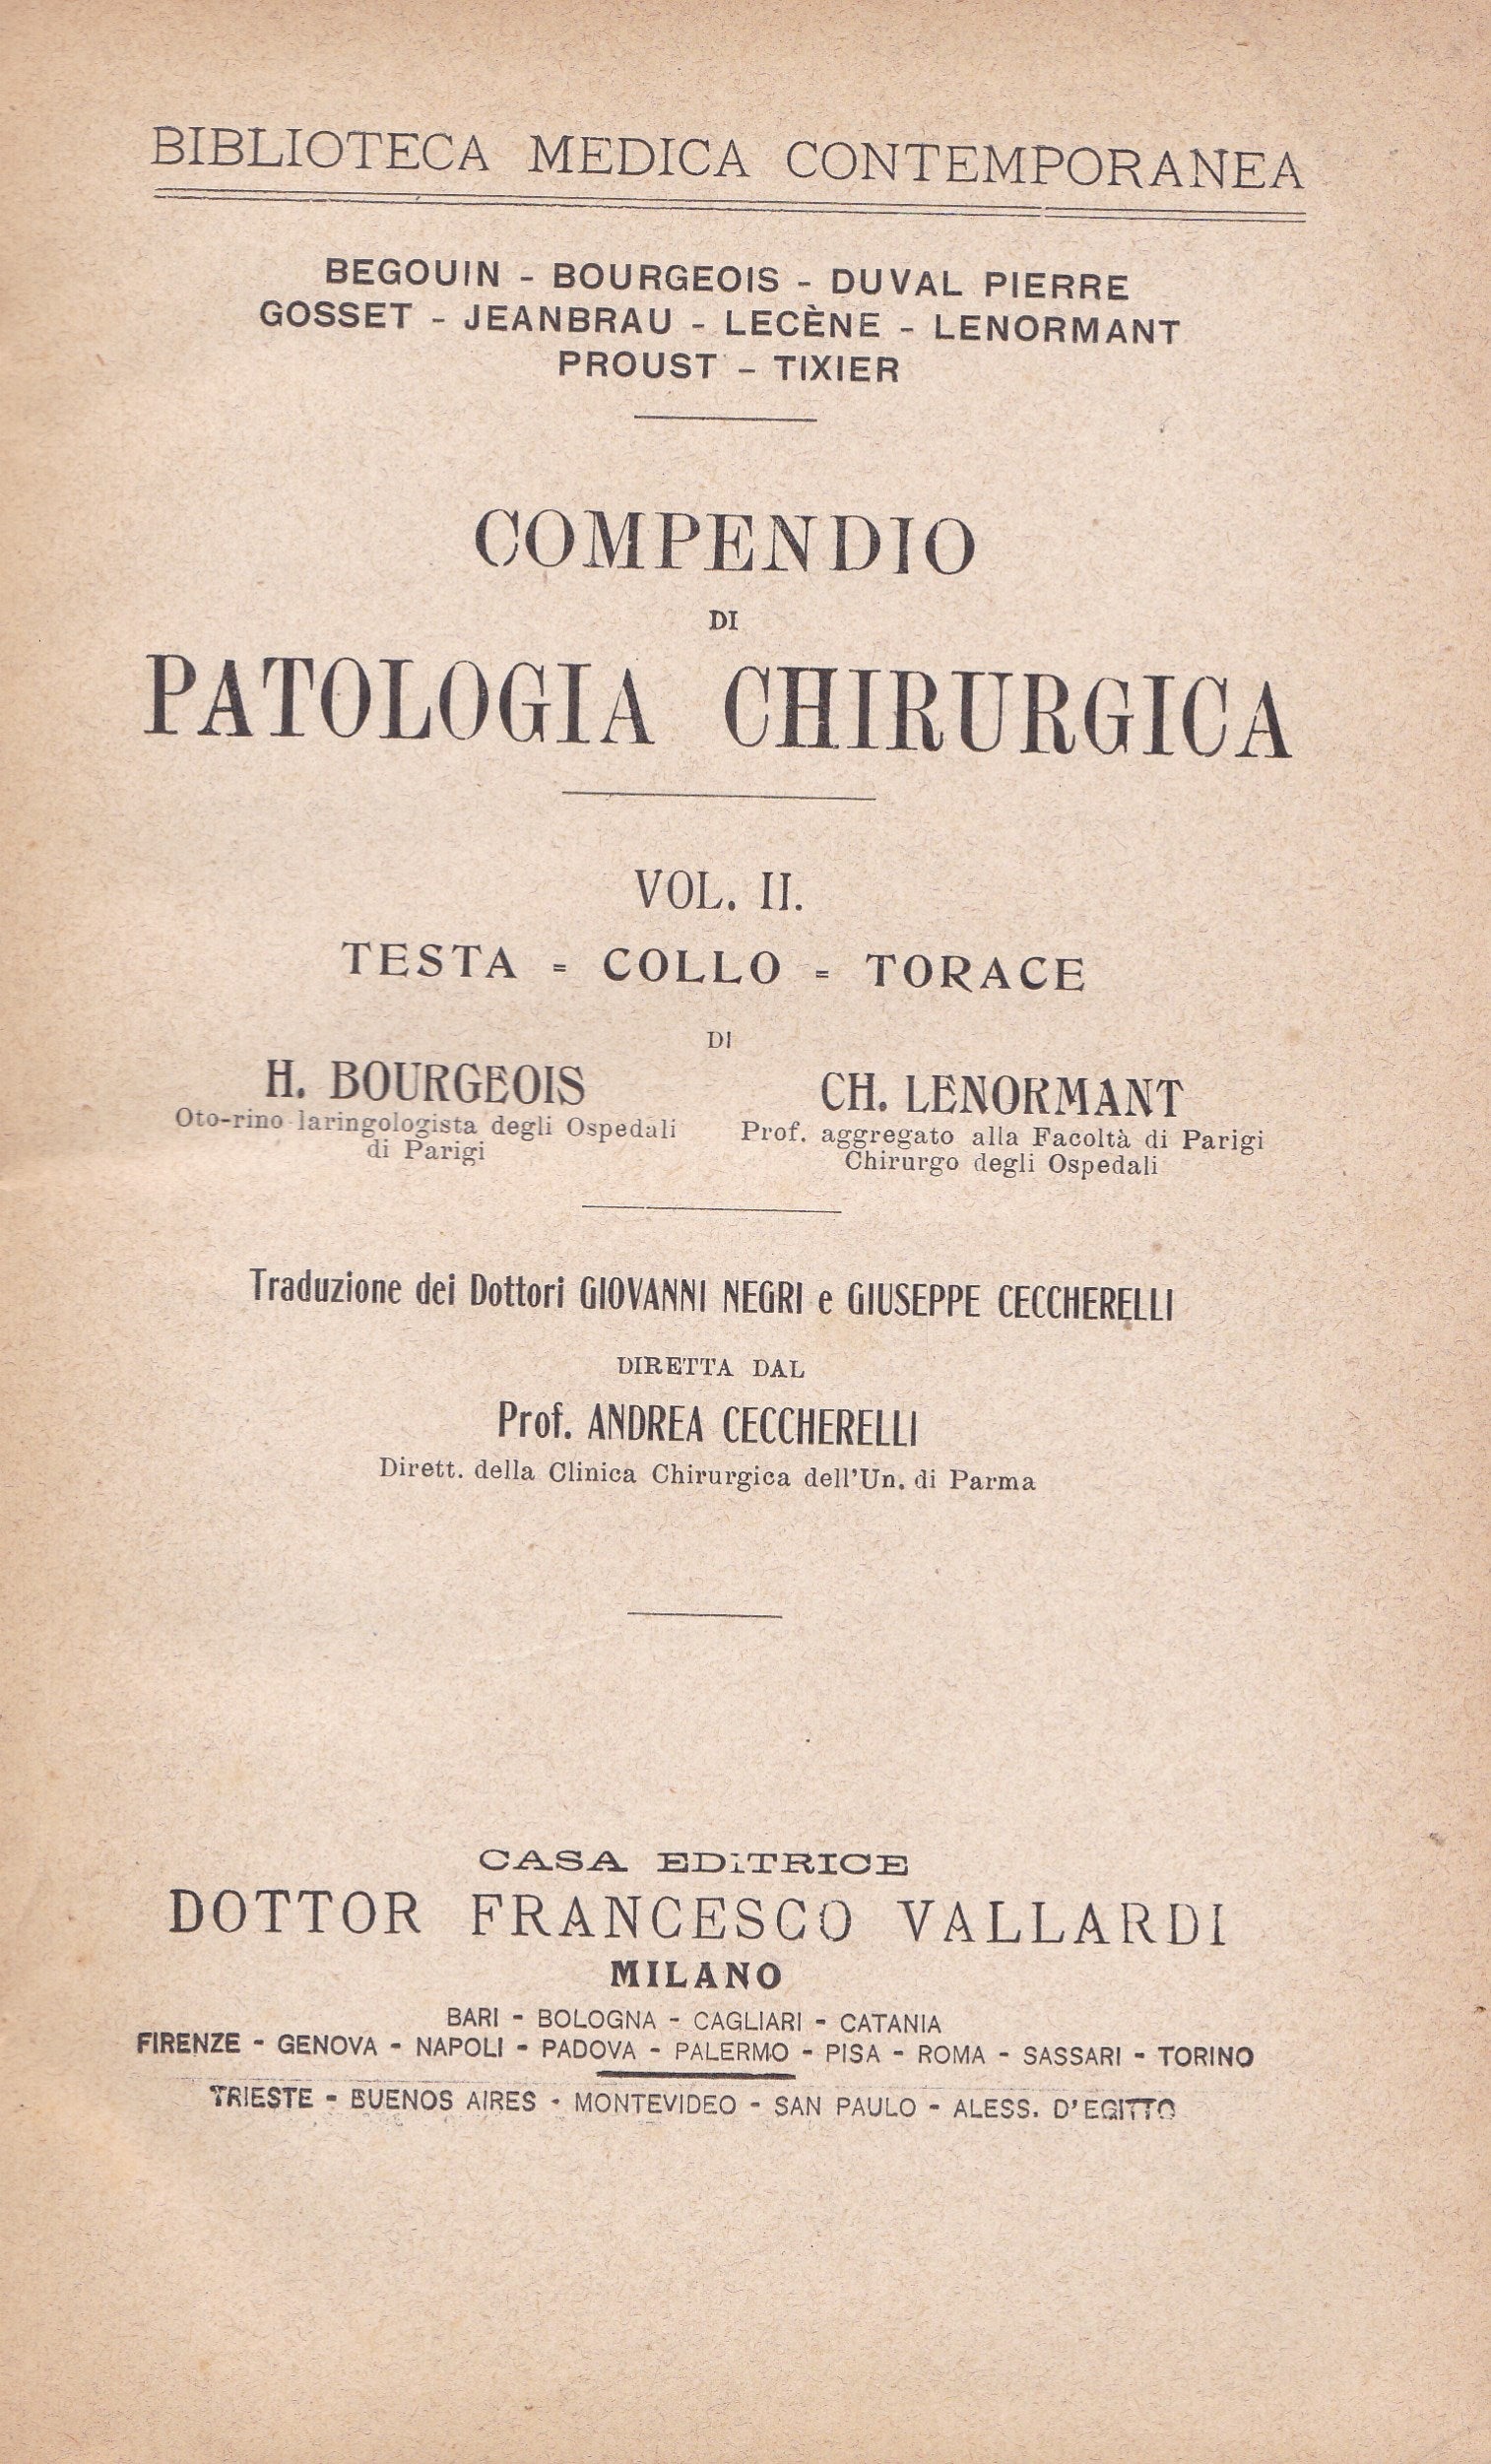 BIBLIOTECA MEDICA CONTEMPORANEA
BEGOUIN - BOURGEOIS - DUVAL PIERRE
GOSSET - JEANBRAU - LECÈNE - LENORMANT
PROUST - TIXIER
COMPENDIO
DI
PATOLOGIA CHIRURGICA
VOL. II.
TESTA = COLLO = TORACE
DI
H. BOURGEOIS
Oto-rino laringologista degli Ospedali
di Parigi
CH. LENORMANT
Prof. aggregato alla Facoltà di Parigi
Chirurgo degli Ospedali
Traduzione dei Dottori GIOVANNI NEGRI e GIUSEPPE CECCHERELLI
DIRETTA DAL
Prof. ANDREA CECCHERELLI
Dirett. della Clinica Chirurgica dell'Un. di Parma
CASA EDiTRICE
DOTTOR FRANCESCO VALLARDI
MILANO
BARI - BOLOGNA - CAGLIARI - CATANIA
FIRENZE - GENOVA - NAPOLI - PADOVA - PALERMO - PISA - ROMA - SASSARI - TORINO
TRIESTE - BUENOS AIRES - MONTEVIDEO - SAN PAULO - ALESS. D'EGITTO